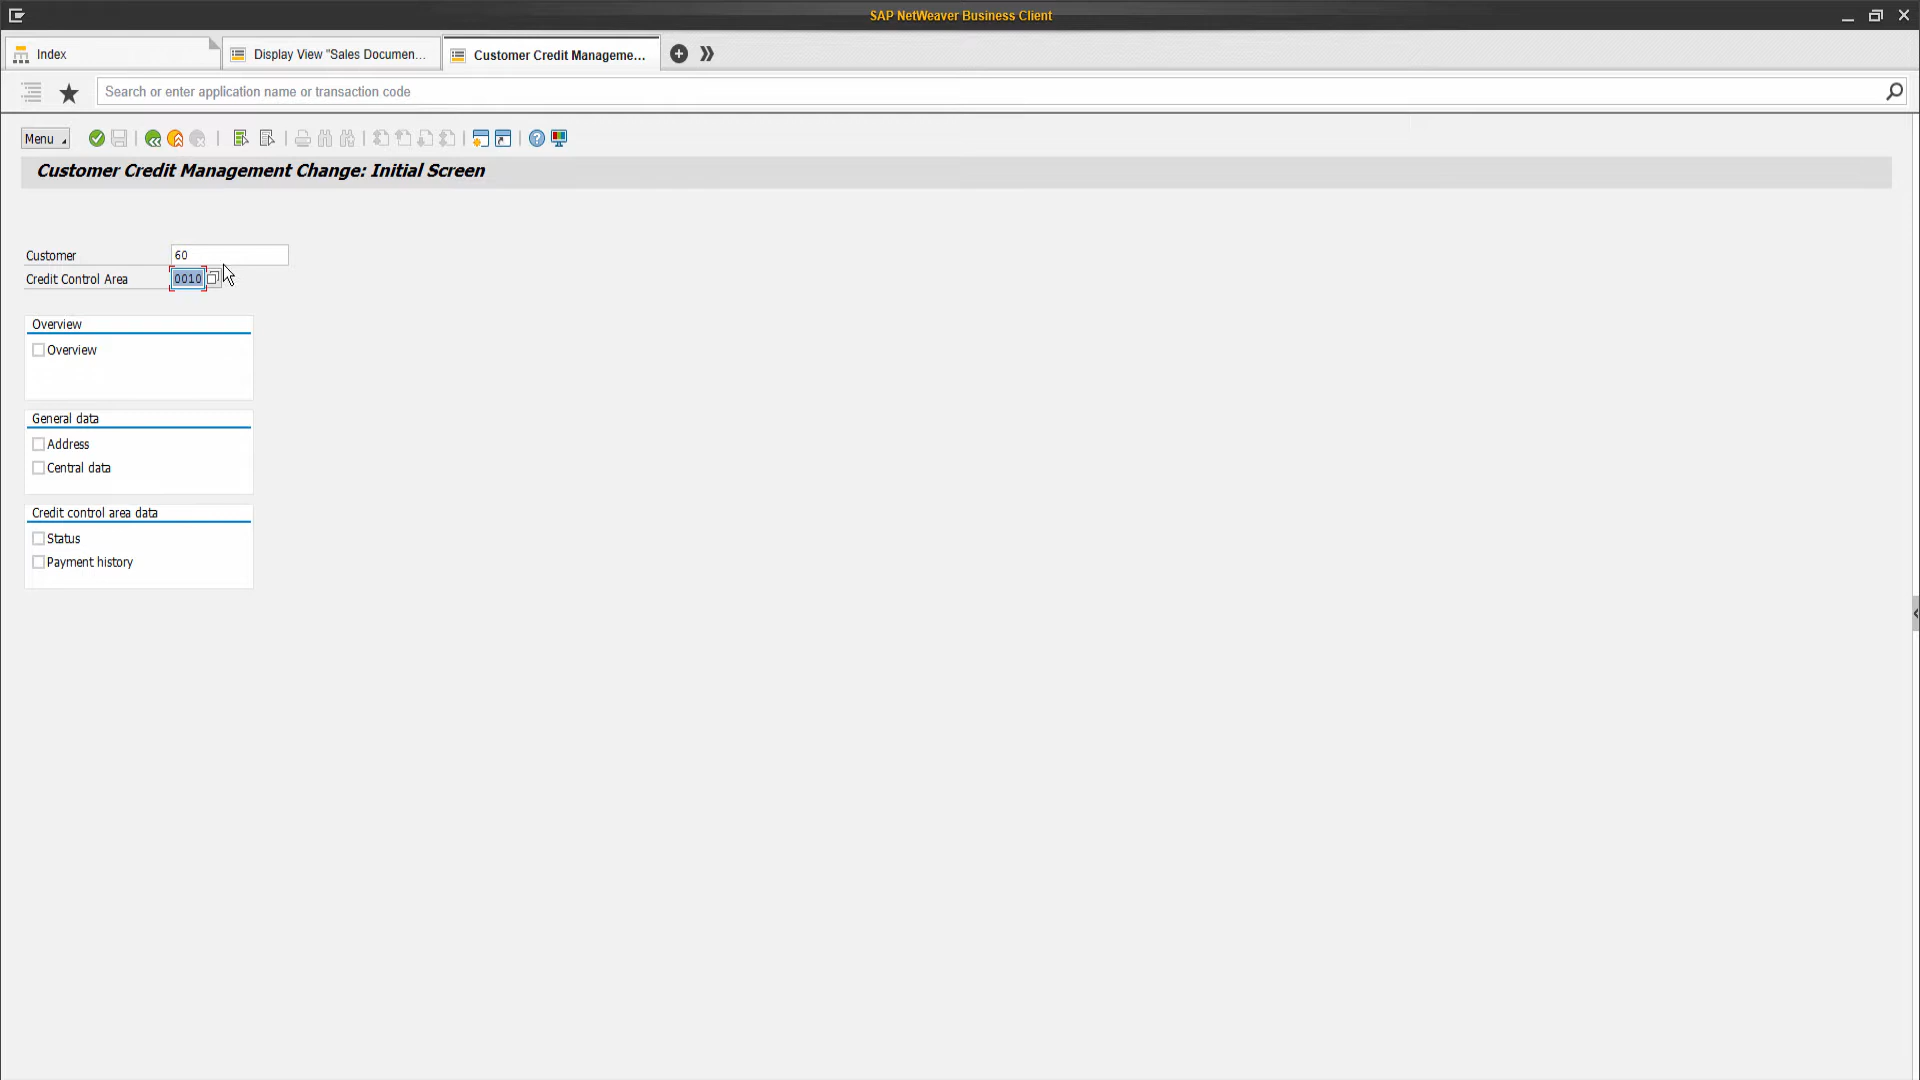 SAP NetWeaver Business Client
Index
Display View "Sales Documen...
Customer Credit Manageme...
Search or enter application name or transaction code
Menu
Customer Credit Management Change: Initial Screen
Customer 60
Credit Control Area 0010
Overview
Overview
General data
Address
Central data
Credit control area data
Status
Payment history